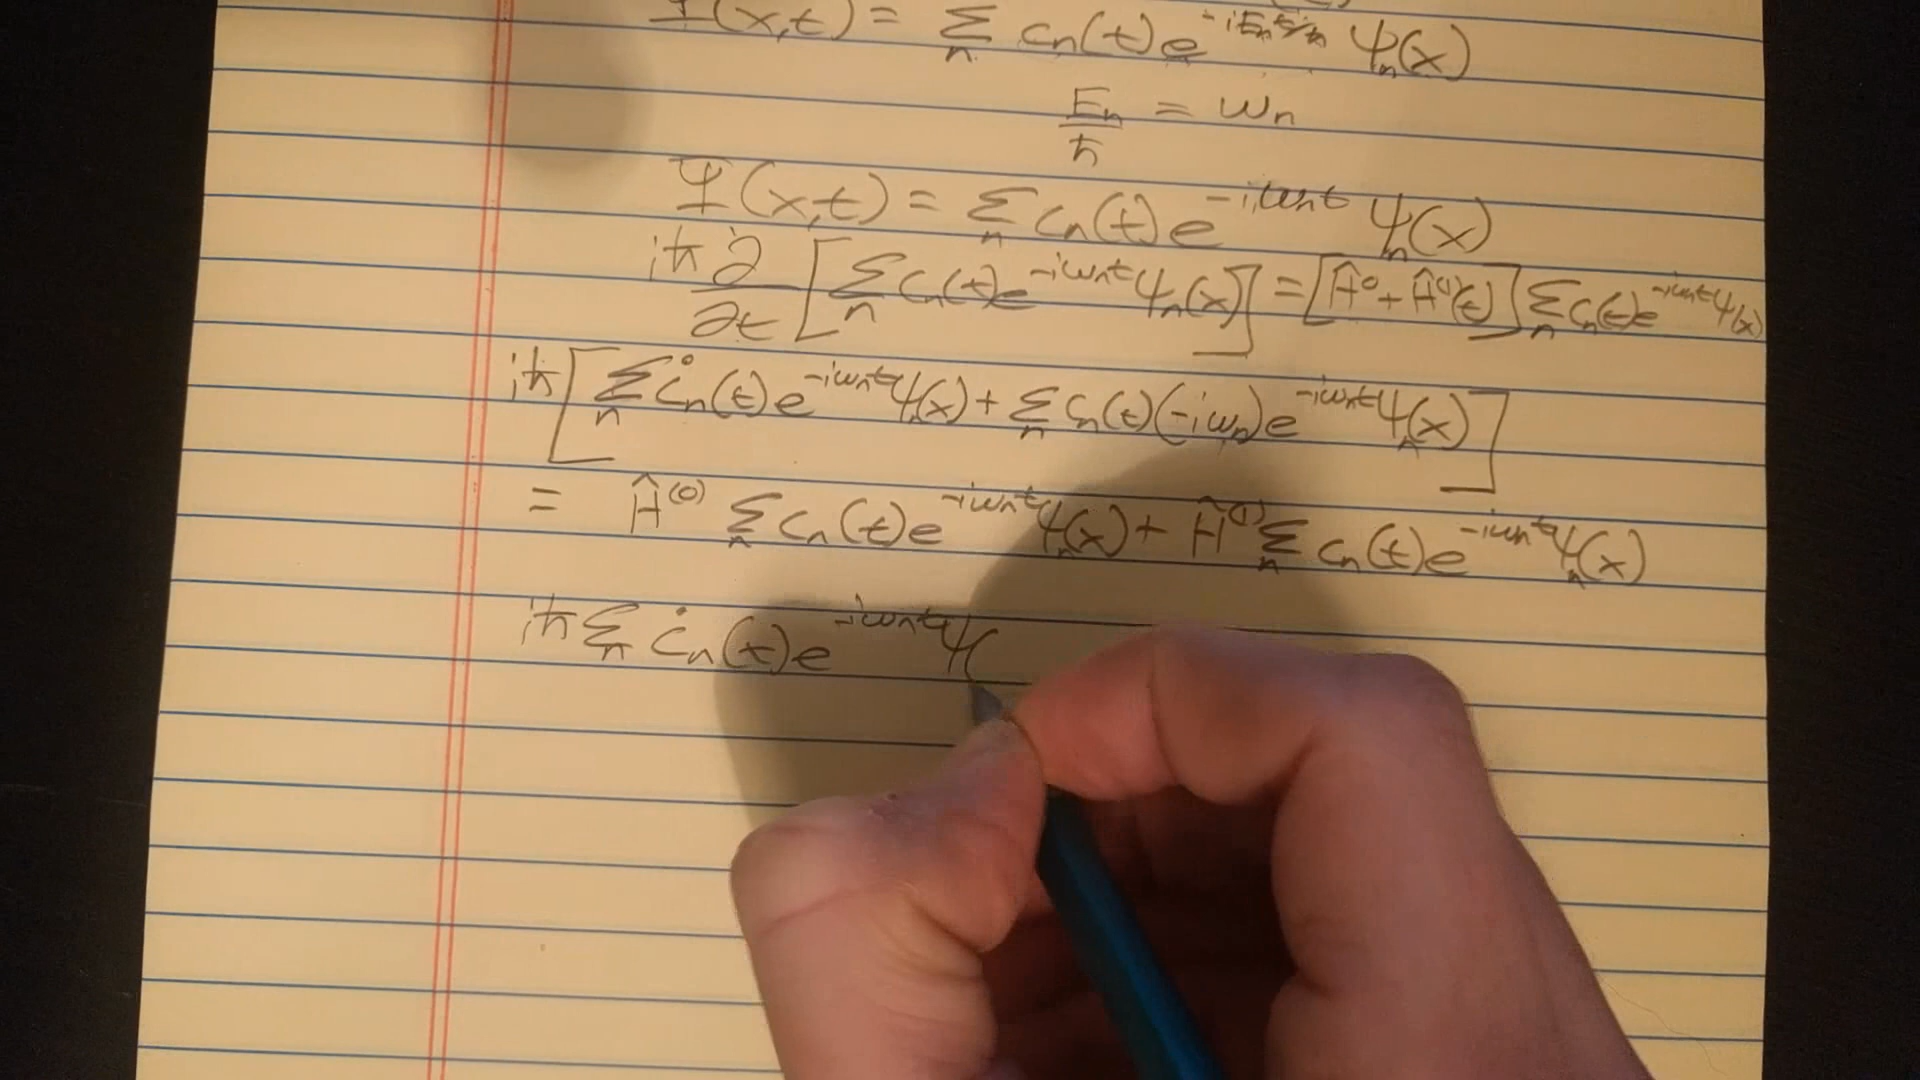 Ψ(x,t) = Σ_n c_n(t) e^{-iE_n t/ħ} ψ_n(x)
E_n/ħ = ω_n
Ψ(x,t) = Σ_n c_n(t) e^{-iω_n t} ψ_n(x)
iħ ∂/∂t [Σ_n c_n(t) e^{-iω_n t} ψ_n(x)] = [Ĥ^0 + Ĥ^(1)(t)] Σ_n c_n(t) e^{-iω_n t} ψ(x)
iħ [Σ_n ċ_n(t) e^{-iω_n t} ψ_n(x) + Σ_n c_n(t)(-iω_n) e^{-iω_n t} ψ_n(x)]
= Ĥ^(0) Σ_n c_n(t) e^{-iω_n t} ψ_n(x) + Ĥ^(1) Σ_n c_n(t) e^{-iω_n t} ψ_n(x)
iħ Σ_n ċ_n(t) e^{-iω_n t} ψ(